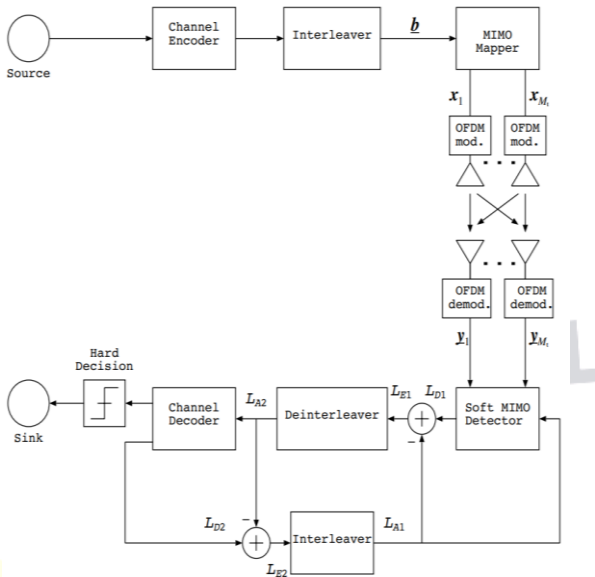 Source
Channel
Encoder
Interleaver
b
MIMO
Mapper
x1
xMt
OFDM
mod.
OFDM
mod.
OFDM
demod.
OFDM
demod.
y1
yMt
Hard
Decision
Sink
Channel
Decoder
LA2
Deinterleaver
LE1
LD1
+
−
Soft MIMO
Detector
LD2
−
+
LE2
Interleaver
LA1